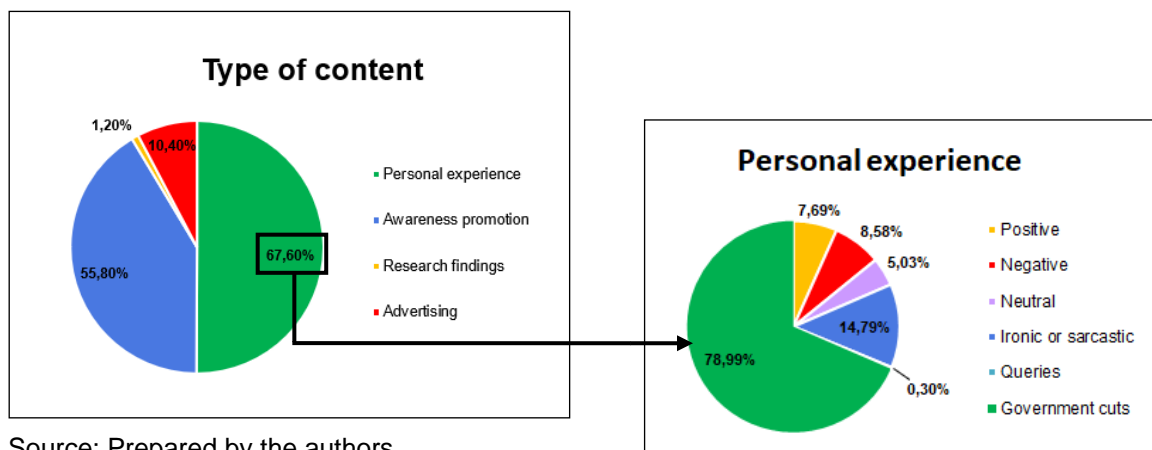 Type of content
1,20%
10,40%
67,60%
55,80%
Personal experience
Awareness promotion
Research findings
Advertising
Personal experience
7,69%
8,58%
5,03%
14,79%
0,30%
78,99%
Positive
Negative
Neutral
Ironic or sarcastic
Queries
Government cuts
Source: Prepared by the authors